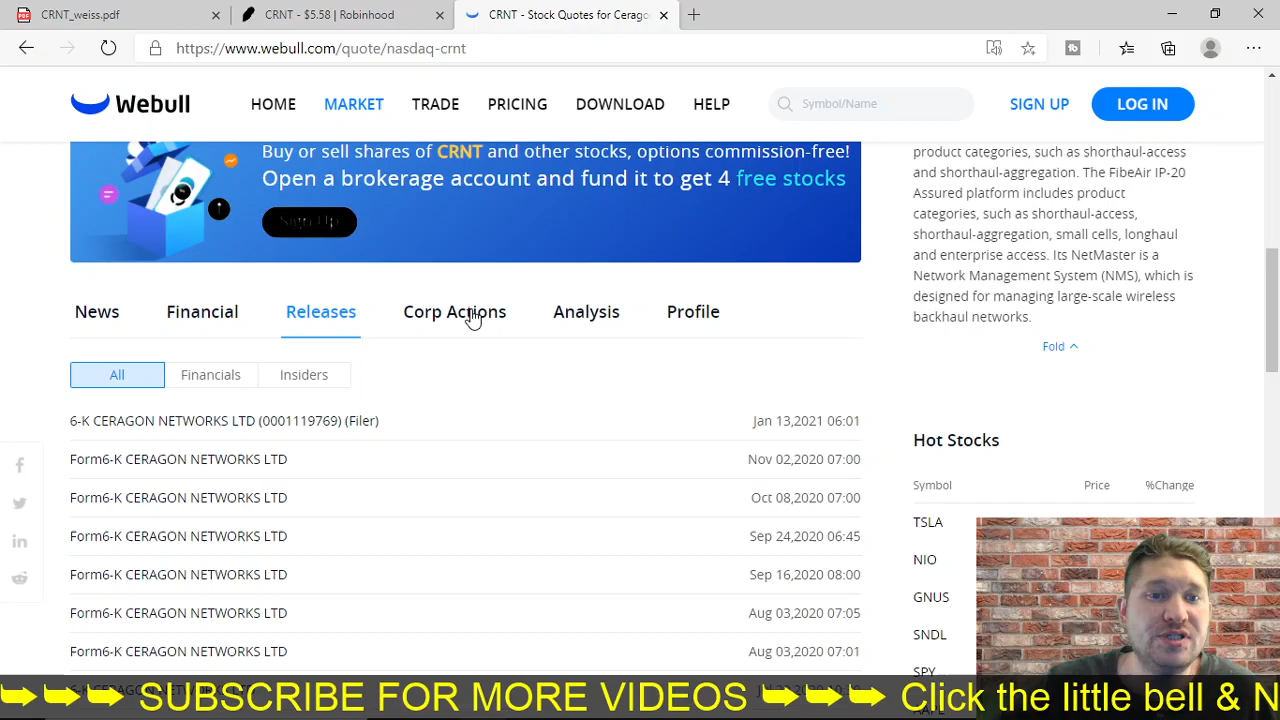 CRNT_weiss.pdf
CRNT - $5.58 | Robinhood
CRNT - Stock Quotes for Cerago
https://www.webull.com/quote/nasdaq-crnt
Webull
HOME
MARKET
TRADE
PRICING
DOWNLOAD
HELP
Symbol/Name
SIGN UP
LOG IN
Buy or sell shares of CRNT and other stocks, options commission-free!
Open a brokerage account and fund it to get 4 free stocks
Sign Up
product categories, such as shorthaul-access
and shorthaul-aggregation. The FibeAir IP-20
Assured platform includes product
categories, such as shorthaul-access,
shorthaul-aggregation, small cells, longhaul
and enterprise access. Its NetMaster is a
Network Management System (NMS), which is
designed for managing large-scale wireless
backhaul networks.
Fold
News
Financial
Releases
Corp Actions
Analysis
Profile
All
Financials
Insiders
6-K CERAGON NETWORKS LTD (0001119769) (Filer) Jan 13,2021 06:01
Form6-K CERAGON NETWORKS LTD Nov 02,2020 07:00
Form6-K CERAGON NETWORKS LTD Oct 08,2020 07:00
Form6-K CERAGON NETWORKS LTD Sep 24,2020 06:45
Form6-K CERAGON NETWORKS LTD Sep 16,2020 08:00
Form6-K CERAGON NETWORKS LTD Aug 03,2020 07:05
Form6-K CERAGON NETWORKS LTD Aug 03,2020 07:01
Hot Stocks
Symbol Price %Change
TSLA
NIO
GNUS
SNDL
SPY
SUBSCRIBE FOR MORE VIDEOS Click the little bell & N